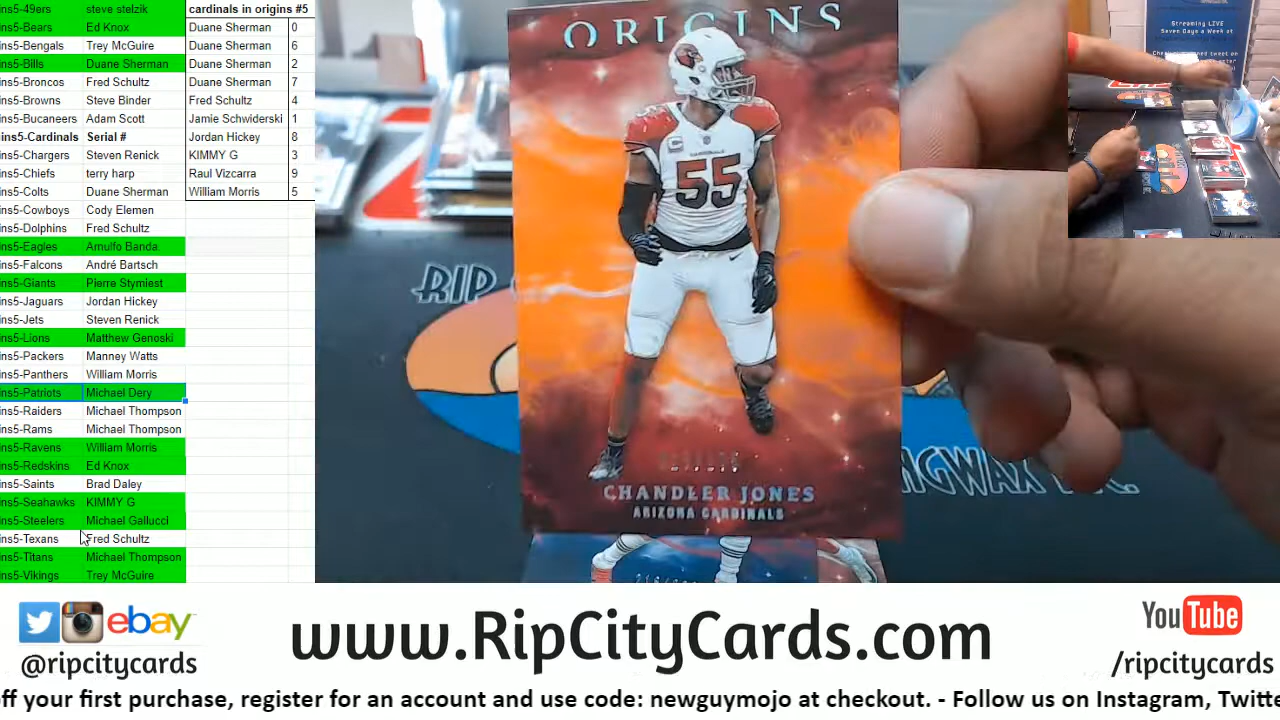 ins5-49ers steve stelzik
ins5-Bears Ed Knox
ins5-Bengals Trey McGuire
ins5-Bills Duane Sherman
ins5-Broncos Fred Schultz
ins5-Browns Steve Binder
ins5-Bucaneers Adam Scott
ins5-Cardinals Serial #
ins5-Chargers Steven Renick
ins5-Chiefs terry harp
ins5-Colts Duane Sherman
ins5-Cowboys Cody Elemen
ins5-Dolphins Fred Schultz
ins5-Eagles Arnulfo Banda.
ins5-Falcons André Bartsch
ins5-Giants Pierre Stymiest
ins5-Jaguars Jordan Hickey
ins5-Jets Steven Renick
ins5-Lions Matthew Genoski
ins5-Packers Manney Watts
ins5-Panthers William Morris
ins5-Patriots Michael Dery
ins5-Raiders Michael Thompson
ins5-Rams Michael Thompson
ins5-Ravens William Morris
ins5-Redskins Ed Knox
ins5-Saints Brad Daley
ins5-Seahawks KIMMY G
ins5-Steelers Michael Gallucci
ins5-Texans Fred Schultz
ins5-Titans Michael Thompson
ins5-Vikings Trey McGuire
cardinals in origins #5
Duane Sherman 0
Duane Sherman 6
Duane Sherman 2
Duane Sherman 7
Fred Schultz 4
Jamie Schwiderski 1
Jordan Hickey 8
KIMMY G 3
Raul Vizcarra 9
William Morris 5
ORIGINS
CARDINALS
55
CHANDLER JONES
ARIZONA CARDINALS
RIP
INGWAX INC.
Streaming LIVE
Seven Days a Week at
ebay
@ripcitycards
www.RipCityCards.com
YouTube
/ripcitycards
off your first purchase, register for an account and use code: newguymojo at checkout. - Follow us on Instagram, Twitte